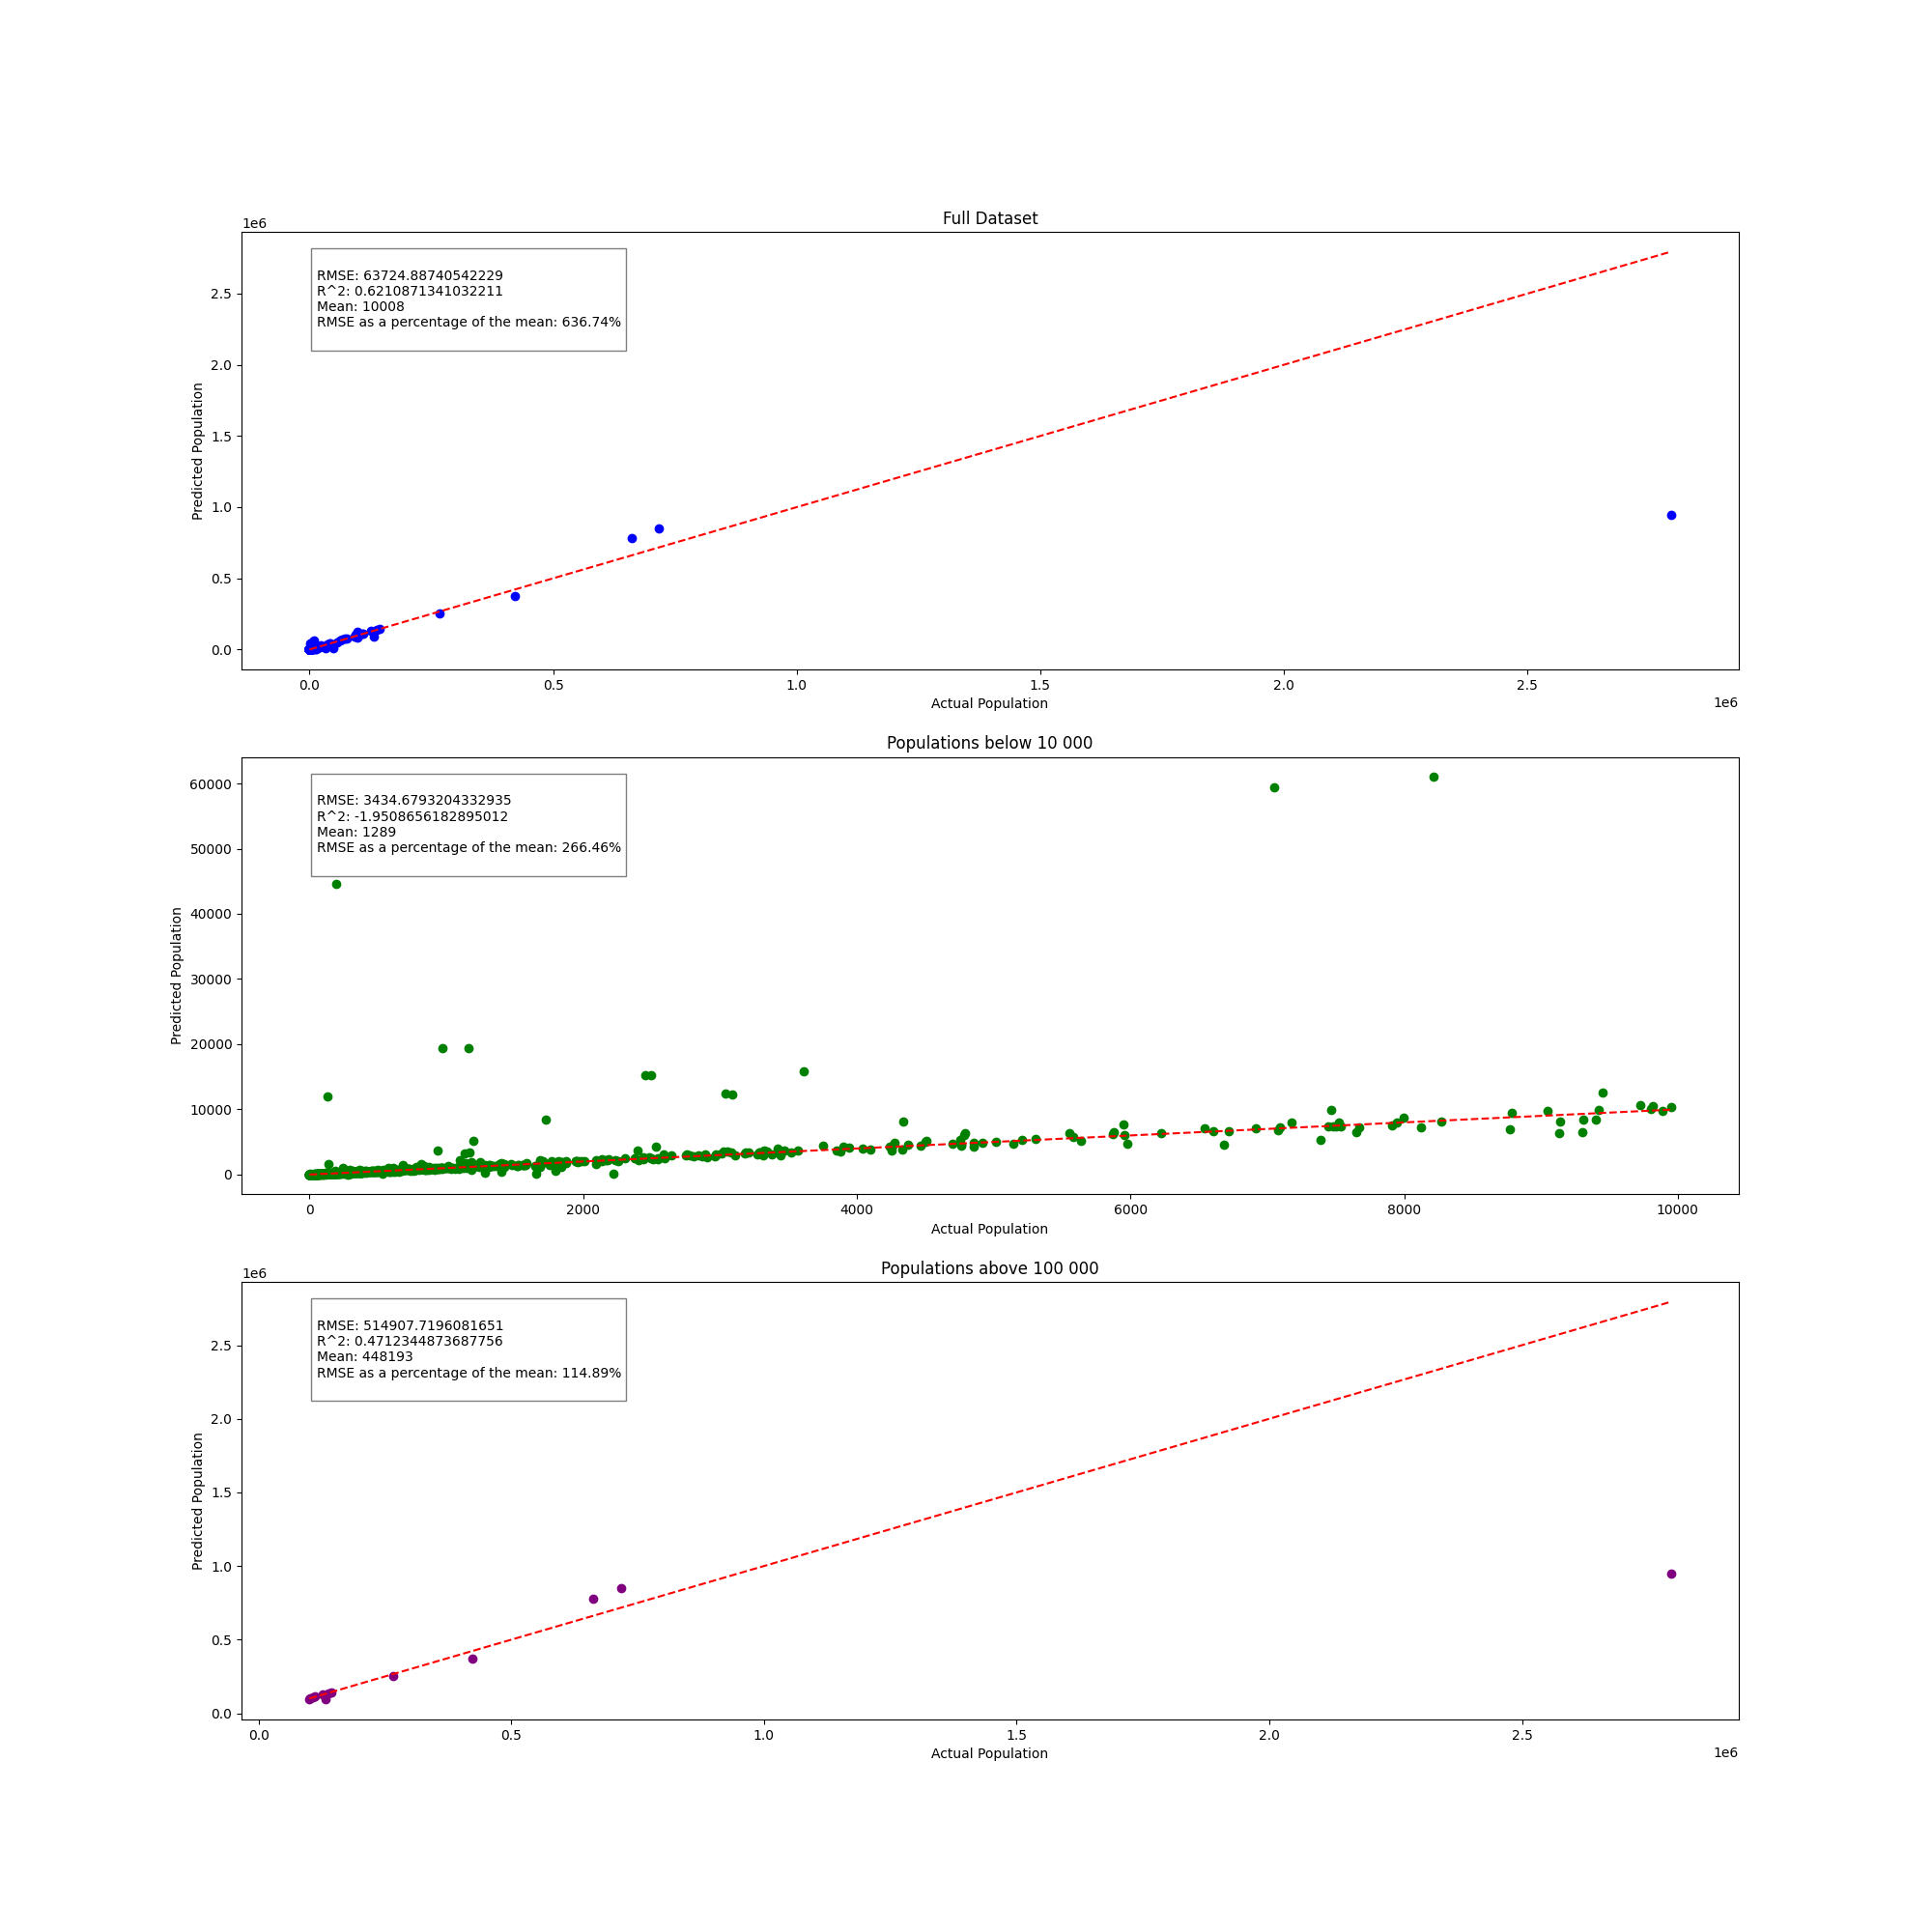 Full Dataset
1e6
RMSE: 63724.88740542229
R^2: 0.6210871341032211
Mean: 10008
RMSE as a percentage of the mean: 636.74%
Predicted Population
2.5
2.0
1.5
1.0
0.5
0.0
0.0 0.5 1.0 1.5 2.0 2.5
Actual Population
1e6
Populations below 10 000
RMSE: 3434.6793204332935
R^2: -1.9508656182895012
Mean: 1289
RMSE as a percentage of the mean: 266.46%
Predicted Population
60000
50000
40000
30000
20000
10000
0
0 2000 4000 6000 8000 10000
Actual Population
Populations above 100 000
1e6
RMSE: 514907.7196081651
R^2: 0.4712344873687756
Mean: 448193
RMSE as a percentage of the mean: 114.89%
Predicted Population
2.5
2.0
1.5
1.0
0.5
0.0
0.0 0.5 1.0 1.5 2.0 2.5
Actual Population
1e6